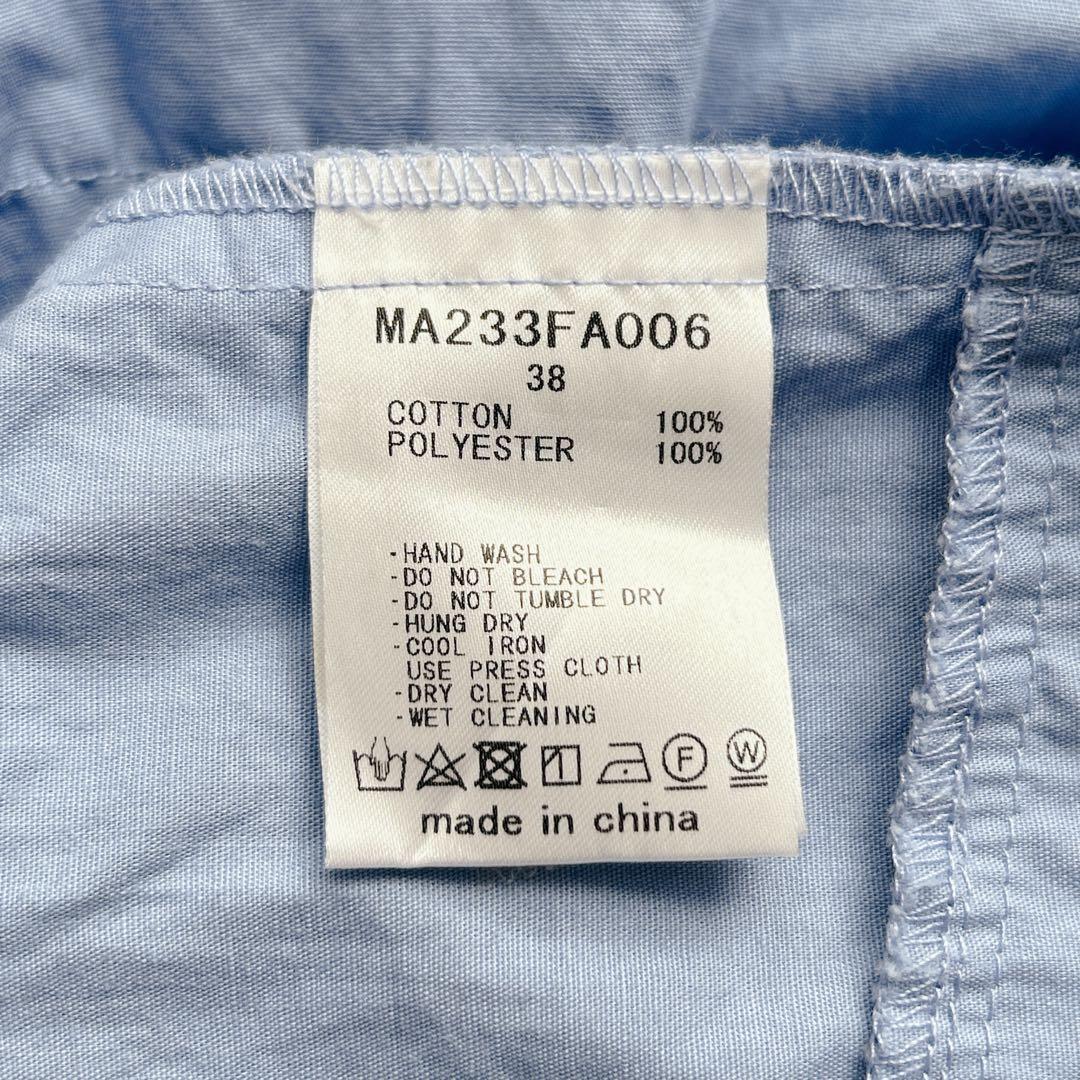 MA233FA006
38
COTTON 100%
POLYESTER 100%
-HAND WASH
-DO NOT BLEACH
-DO NOT TUMBLE DRY
-HUNG DRY
-COOL IRON
USE PRESS CLOTH
-DRY CLEAN
-WET CLEANING
F W
made in china